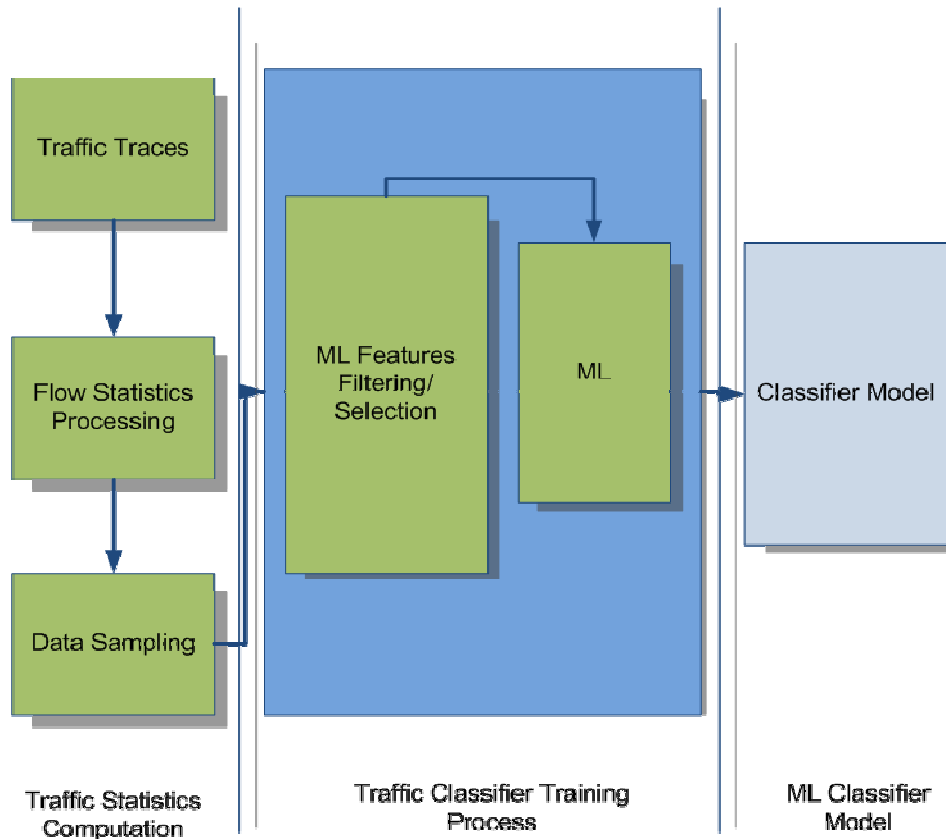 Traffic Traces
Flow Statistics
Processing
Data Sampling
ML Features
Filtering/
Selection
ML
Classifier Model
Traffic Statistics
Computation
Traffic Classifier Training
Process
ML Classifier
Model